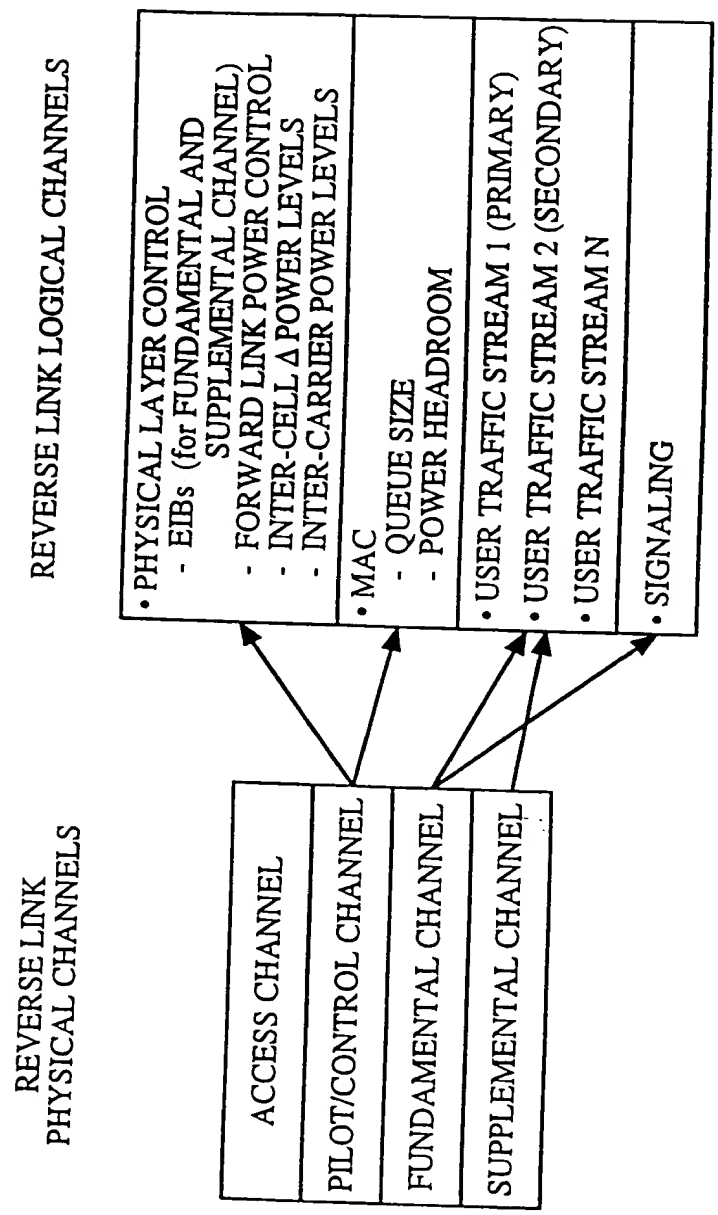 REVERSE LINK
PHYSICAL CHANNELS
ACCESS CHANNEL
PILOT/CONTROL CHANNEL
FUNDAMENTAL CHANNEL
SUPPLEMENTAL CHANNEL
REVERSE LINK LOGICAL CHANNELS
• PHYSICAL LAYER CONTROL
- EIBs (for FUNDAMENTAL AND
SUPPLEMENTAL CHANNEL)
- FORWARD LINK POWER CONTROL
- INTER-CELL Δ POWER LEVELS
- INTER-CARRIER POWER LEVELS
• MAC
- QUEUE SIZE
- POWER HEADROOM
• USER TRAFFIC STREAM 1 (PRIMARY)
• USER TRAFFIC STREAM 2 (SECONDARY)
• USER TRAFFIC STREAM N
• SIGNALING